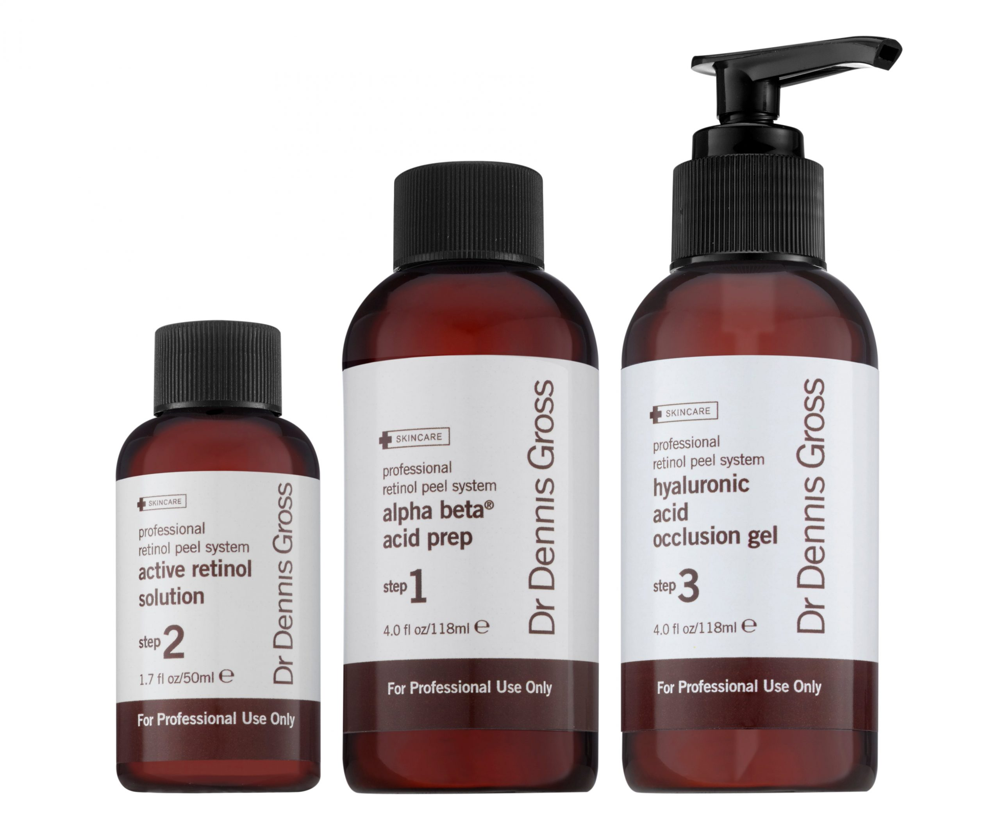 SKINCARE
professional
retinol peel system
active retinol
solution
step 2
1.7 fl oz/50ml ℮
Dr Dennis Gross
For Professional Use Only
SKINCARE
professional
retinol peel system
alpha beta®
acid prep
step 1
4.0 fl oz/118ml ℮
Dr Dennis Gross
For Professional Use Only
SKINCARE
professional
retinol peel system
hyaluronic
acid
occlusion gel
step 3
4.0 fl oz/118ml ℮
Dr Dennis Gross
For Professional Use Only